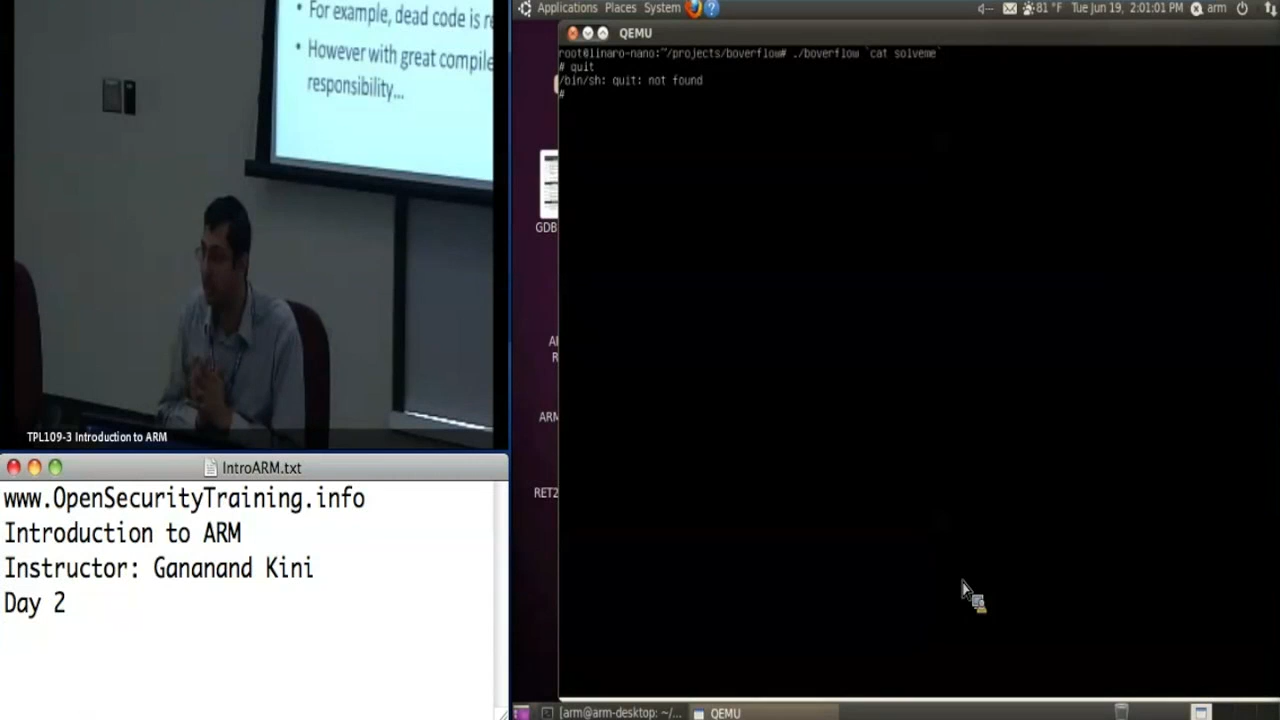 • For example, dead code is re
• However with great compile
responsibility...
TPL109-3 Introduction to ARM
IntroARM.txt
www.OpenSecurityTraining.info
Introduction to ARM
Instructor: Gananand Kini
Day 2
Applications Places System
81 °F Tue Jun 19, 2:01:01 PM arm
QEMU
root@linaro-nano:~/projects/boverflow# ./boverflow `cat solveme`
# quit
/bin/sh: quit: not found
#
GDB
AI
R
ARM
RET2
[arm@arm-desktop: ~/...
QEMU